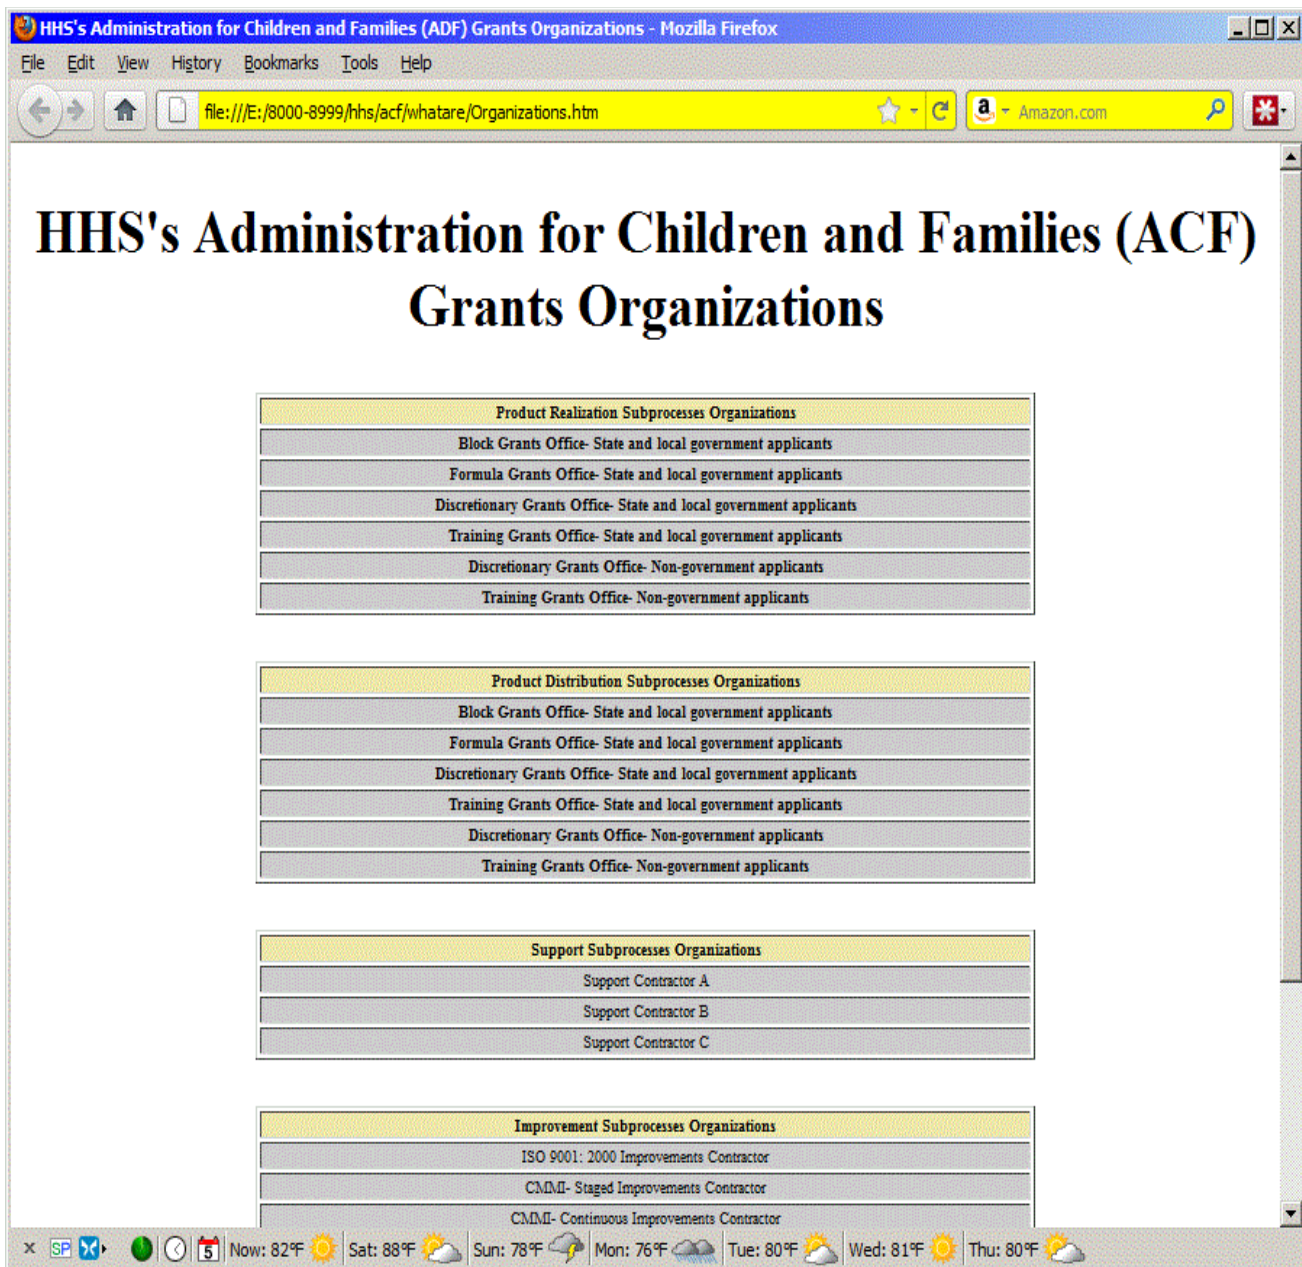 HHS's Administration for Children and Families (ADF) Grants Organizations - Mozilla Firefox
File Edit View History Bookmarks Tools Help
file:///E:/8000-8999/hhs/acf/whatare/Organizations.htm a Amazon.com
HHS's Administration for Children and Families (ACF)
Grants Organizations
Product Realization Subprocesses Organizations
Block Grants Office- State and local government applicants
Formula Grants Office- State and local government applicants
Discretionary Grants Office- State and local government applicants
Training Grants Office- State and local government applicants
Discretionary Grants Office- Non-government applicants
Training Grants Office- Non-government applicants
Product Distribution Subprocesses Organizations
Block Grants Office- State and local government applicants
Formula Grants Office- State and local government applicants
Discretionary Grants Office- State and local government applicants
Training Grants Office- State and local government applicants
Discretionary Grants Office- Non-government applicants
Training Grants Office- Non-government applicants
Support Subprocesses Organizations
Support Contractor A
Support Contractor B
Support Contractor C
Improvement Subprocesses Organizations
ISO 9001: 2000 Improvements Contractor
CMMI- Staged Improvements Contractor
CMMI- Continuous Improvements Contractor
x SP 5 Now: 82°F Sat: 88°F Sun: 78°F Mon: 76°F Tue: 80°F Wed: 81°F Thu: 80°F